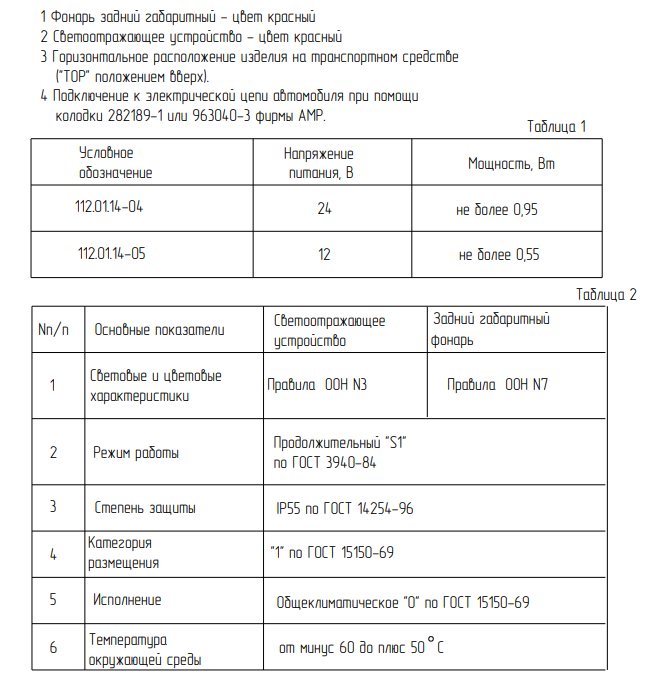 1 Фонарь задний габаритный – цвет красный
2 Светоотражающее устройство – цвет красный
3 Горизонтальное расположение изделия на транспортном средстве
("ТОР" положением вверх).
4 Подключение к электрической цепи автомобиля при помощи
колодки 282189-1 или 963040-3 фирмы АМР.
Таблица 1
Условное обозначение
Напряжение питания, В
Мощность, Вт
112.01.14-04
24
не более 0,95
112.01.14-05
12
не более 0,55
Таблица 2
Nп/п
Основные показатели
Светоотражающее
устройство
Задний габаритный
фонарь
1
Световые и цветовые
характеристики
Правила ООН N3
Правила ООН N7
2
Режим работы
Продолжительный "S1"
по ГОСТ 3940-84
3
Степень защиты
IP55 по ГОСТ 14254-96
4
Категория
размещения
"1" по ГОСТ 15150-69
5
Исполнение
Общеклиматическое "О" по ГОСТ 15150-69
6
Температура
окружающей среды
от минус 60 до плюс 50 °С